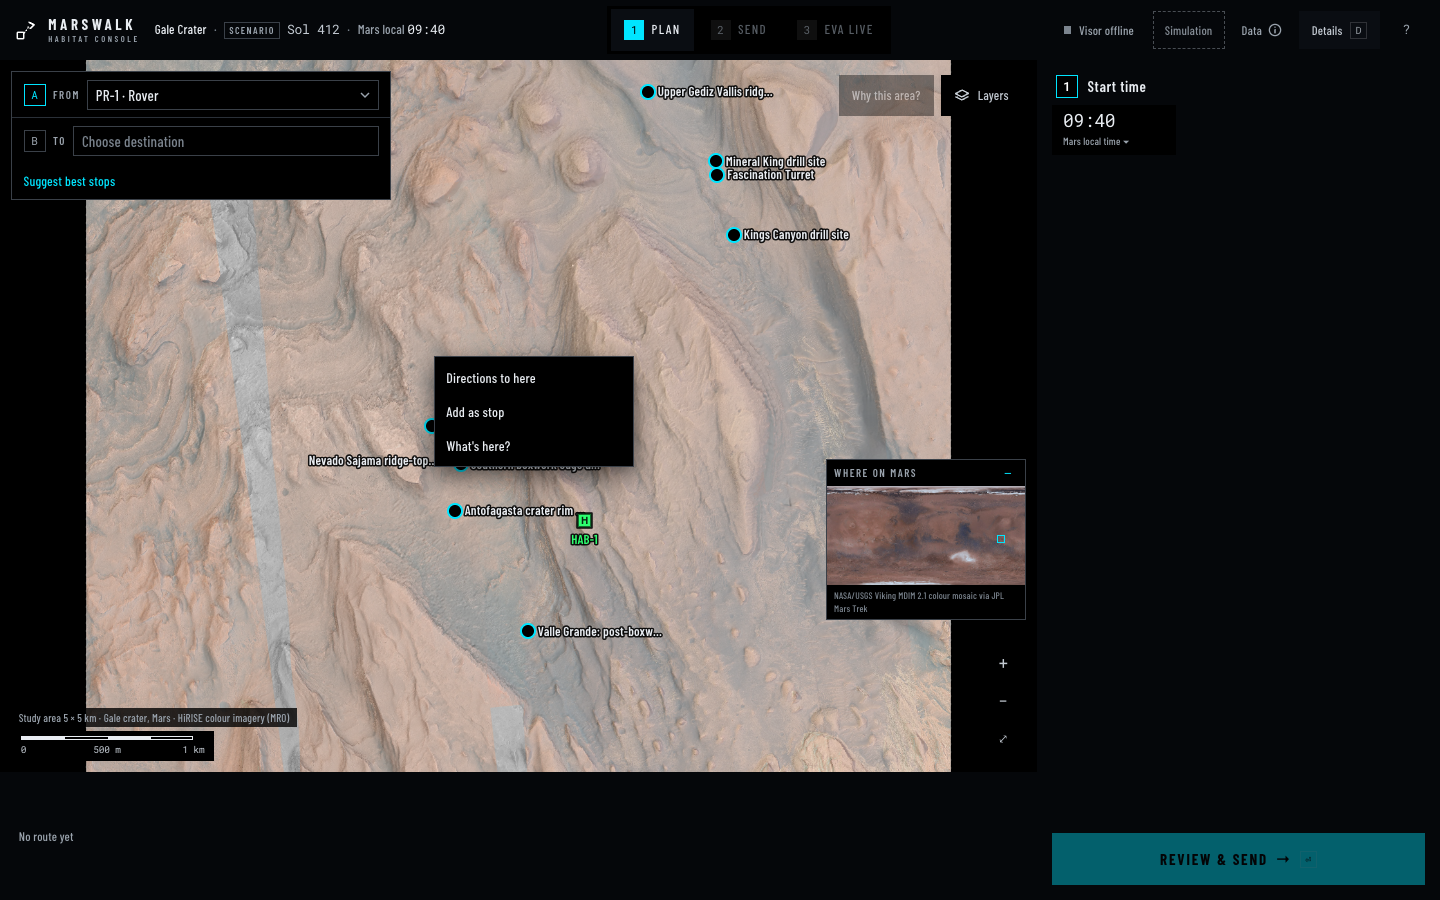 MARSWALK
HABITAT CONSOLE
Gale Crater · SCENARIO Sol 412 · Mars local 09:40
1 PLAN
2 SEND
3 EVA LIVE
Visor offline
Simulation
Data
Details D
?
A FROM PR-1 · Rover
B TO Choose destination
Suggest best stops
Why this area?
Layers
1 Start time
09:40
Mars local time
Upper Gediz Vallis ridg...
Mineral King drill site
Fascination Turret
Kings Canyon drill site
Directions to here
Add as stop
What's here?
Nevado Sajama ridge-top...
Antofagasta crater rim
H
HAB-1
Valle Grande: post-boxw...
WHERE ON MARS −
NASA/USGS Viking MDIM 2.1 colour mosaic via JPL
Mars Trek
+
−
Study area 5 × 5 km · Gale crater, Mars · HiRISE colour imagery (MRO)
0 500 m 1 km
No route yet
REVIEW & SEND →